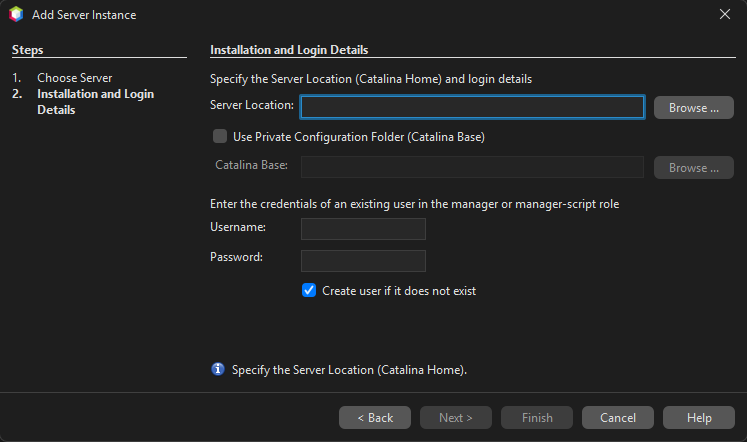 Add Server Instance
Steps
1. Choose Server
2. Installation and Login
Details
Installation and Login Details
Specify the Server Location (Catalina Home) and login details
Server Location:
Browse ...
Use Private Configuration Folder (Catalina Base)
Catalina Base:
Browse ...
Enter the credentials of an existing user in the manager or manager-script role
Username:
Password:
Create user if it does not exist
Specify the Server Location (Catalina Home).
< Back
Next >
Finish
Cancel
Help